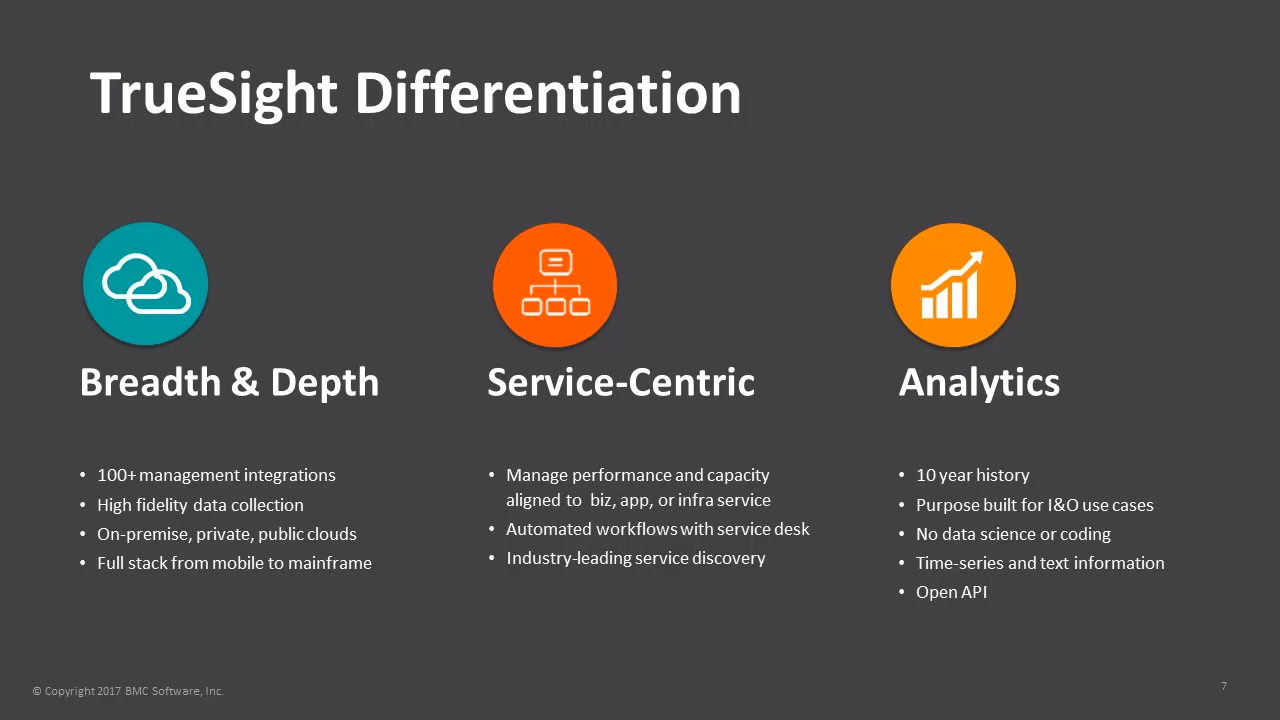 TrueSight Differentiation
Breadth & Depth
• 100+ management integrations
• High fidelity data collection
• On-premise, private, public clouds
• Full stack from mobile to mainframe
Service-Centric
• Manage performance and capacity
aligned to  biz, app, or infra service
• Automated workflows with service desk
• Industry-leading service discovery
Analytics
• 10 year history
• Purpose built for I&O use cases
• No data science or coding
• Time-series and text information
• Open API
© Copyright 2017 BMC Software, Inc.
7